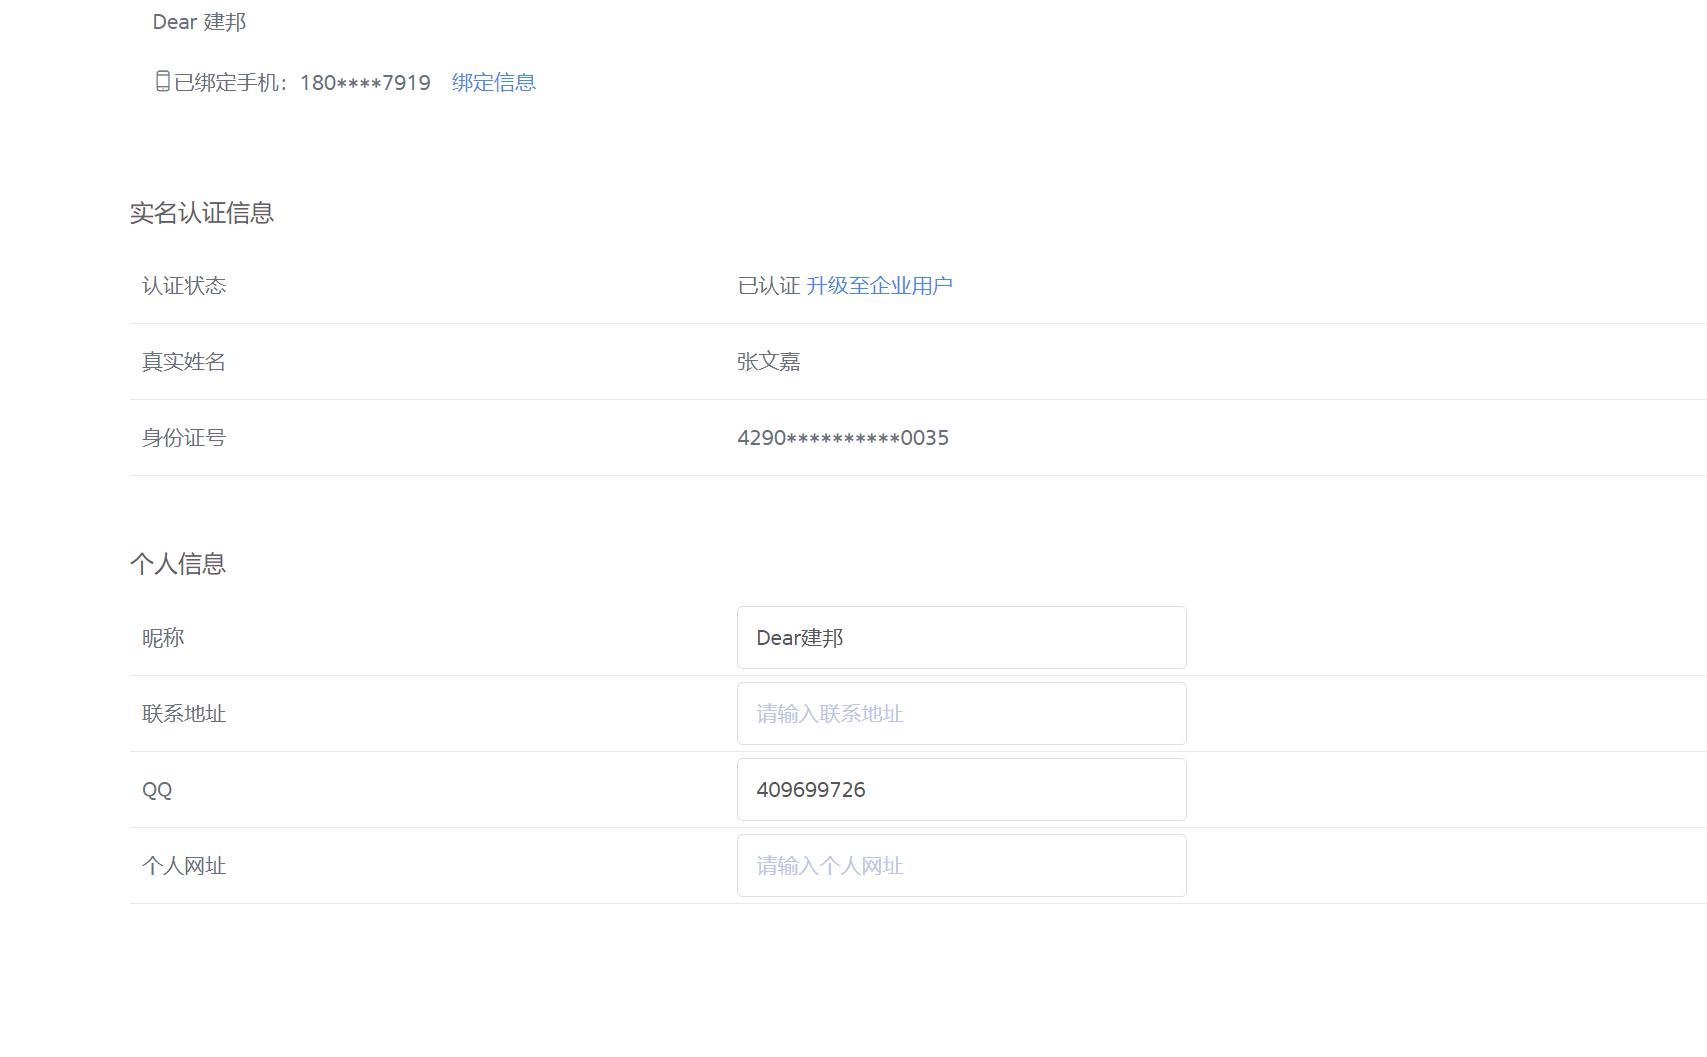 Dear 建邦
已绑定手机：180****7919 绑定信息
实名认证信息
认证状态 已认证 升级至企业用户
真实姓名 张文嘉
身份证号 4290**********0035
个人信息
昵称 Dear建邦
联系地址 请输入联系地址
QQ 409699726
个人网址 请输入个人网址